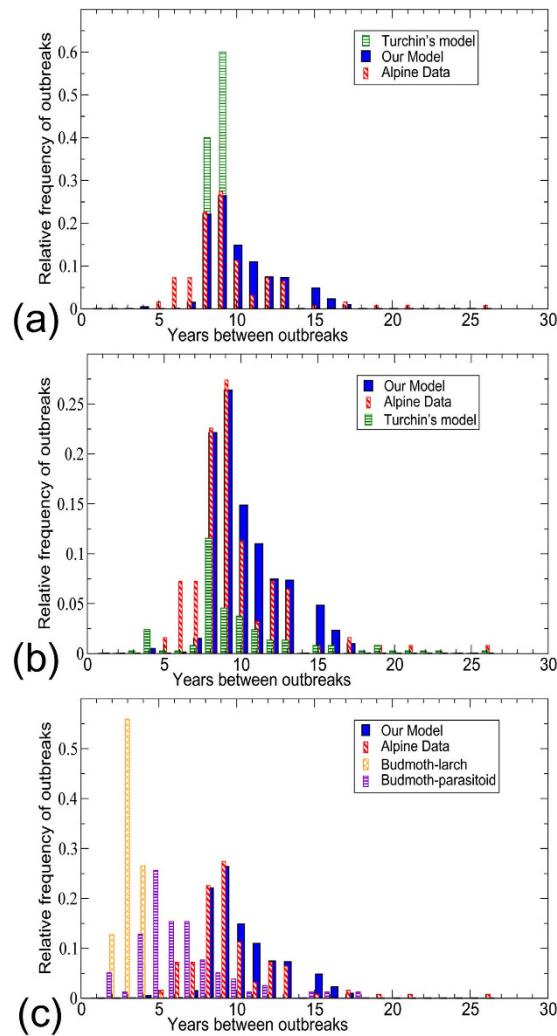 Relative frequency of outbreaks
0.6
0.5
0.4
0.3
0.2
0.1
0
Turchin's model
Our Model
Alpine Data
0 5 10 15 20 25 30
Years between outbreaks
(a)
Relative frequency of outbreaks
0.25
0.2
0.15
0.1
0.05
0
Our Model
Alpine Data
Turchin's model
0 5 10 15 20 25 30
Years between outbreaks
(b)
Relative frequency of outbreaks
0.5
0.4
0.3
0.2
0.1
0
Our Model
Alpine Data
Budmoth-larch
Budmoth-parasitoid
0 5 10 15 20 25 30
Years between outbreaks
(c)